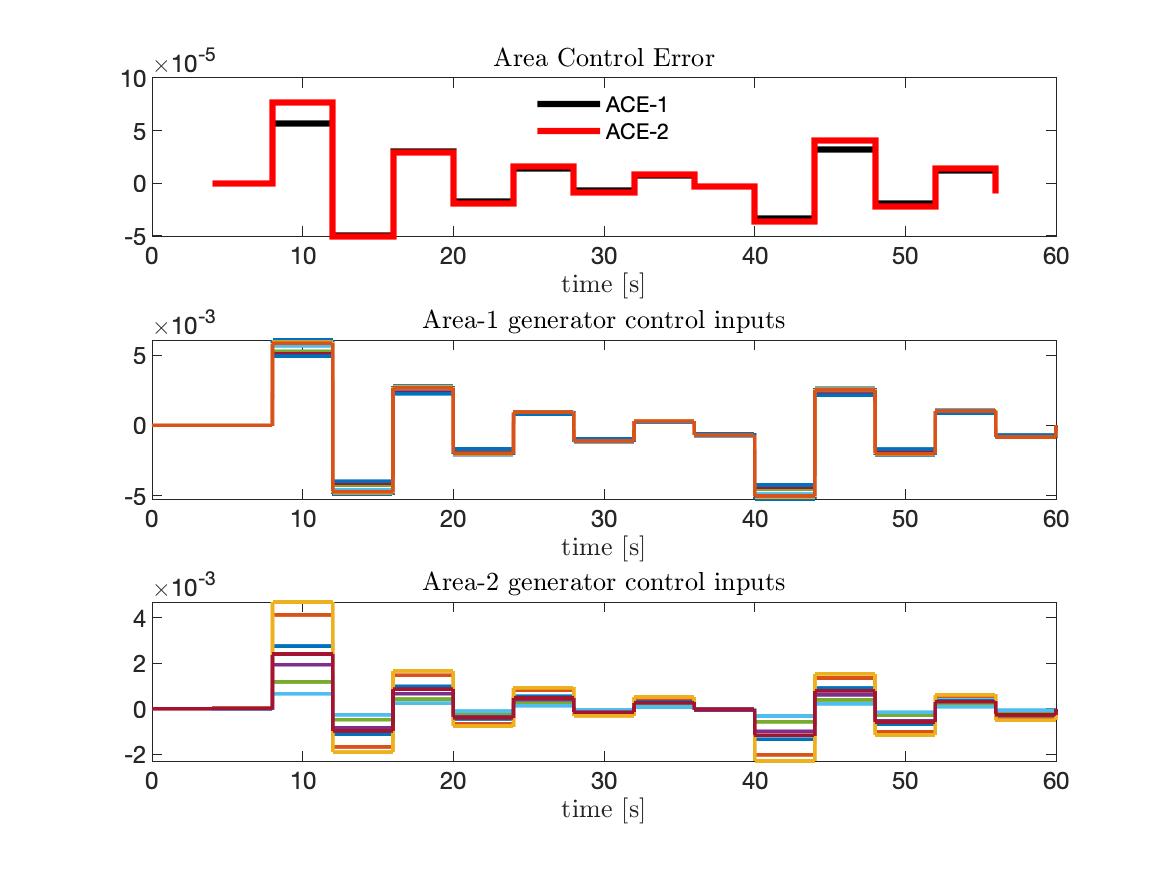 ×10-5
Area Control Error
10
5
0
-5
ACE-1
ACE-2
0 10 20 30 40 50 60
time [s]
×10-3
Area-1 generator control inputs
5
0
-5
0 10 20 30 40 50 60
time [s]
×10-3
Area-2 generator control inputs
4
2
0
-2
0 10 20 30 40 50 60
time [s]